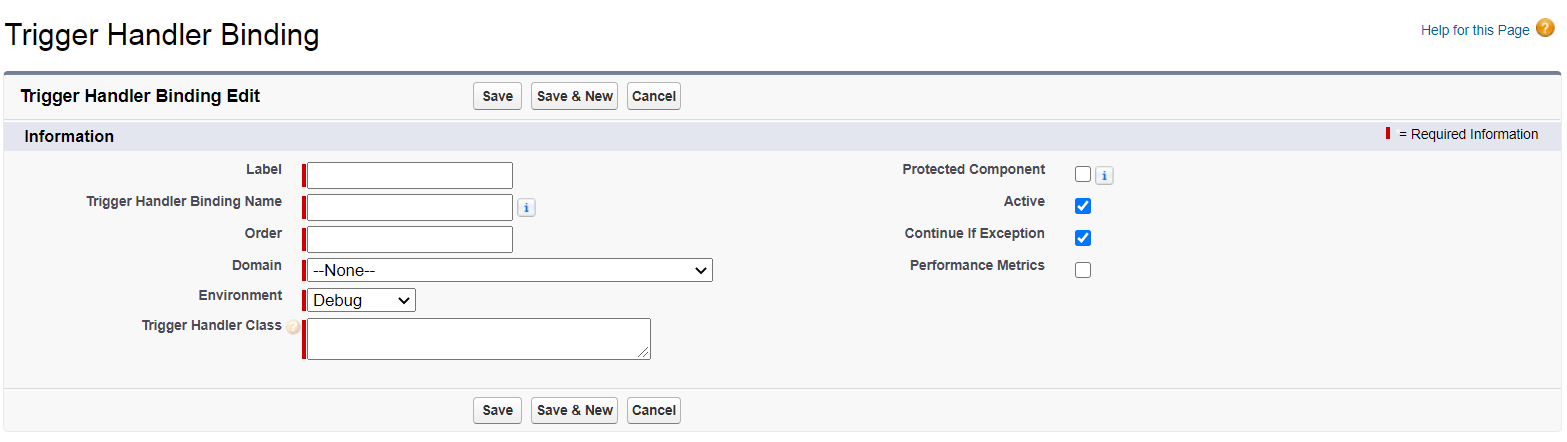 Trigger Handler Binding
Help for this Page ?
Trigger Handler Binding Edit
Save Save & New Cancel
Information
= Required Information
Label
Protected Component i
Trigger Handler Binding Name i
Active
Order
Continue If Exception
Domain --None--
Performance Metrics
Environment Debug
Trigger Handler Class ?
Save Save & New Cancel